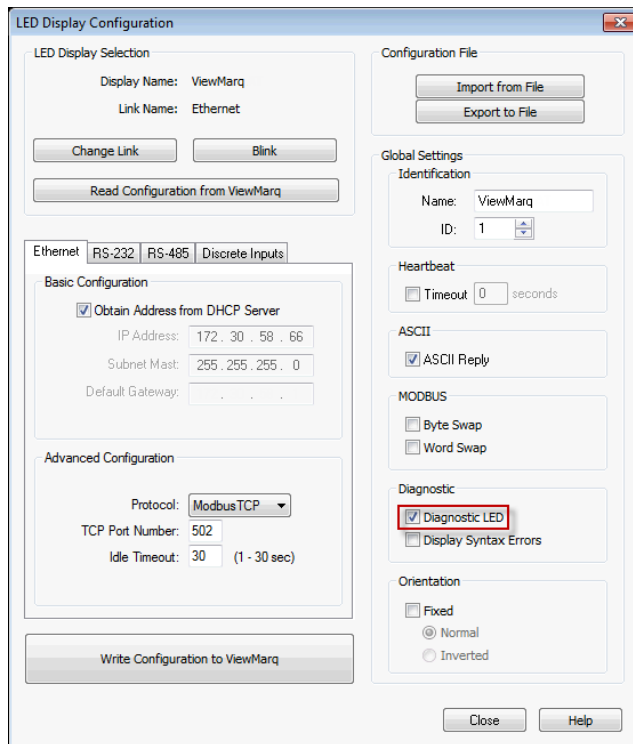 LED Display Configuration
LED Display Selection
Display Name: ViewMarq
Link Name: Ethernet
Change Link
Blink
Read Configuration from ViewMarq
Ethernet RS-232 RS-485 Discrete Inputs
Basic Configuration
Obtain Address from DHCP Server
IP Address: 172 . 30 . 58 . 66
Subnet Mast: 255 . 255 . 255 . 0
Default Gateway: . . .
Advanced Configuration
Protocol: ModbusTCP
TCP Port Number: 502
Idle Timeout: 30 (1 - 30 sec)
Write Configuration to ViewMarq
Configuration File
Import from File
Export to File
Global Settings
Identification
Name: ViewMarq
ID: 1
Heartbeat
Timeout 0 seconds
ASCII
ASCII Reply
MODBUS
Byte Swap
Word Swap
Diagnostic
Diagnostic LED
Display Syntax Errors
Orientation
Fixed
Normal
Inverted
Close Help